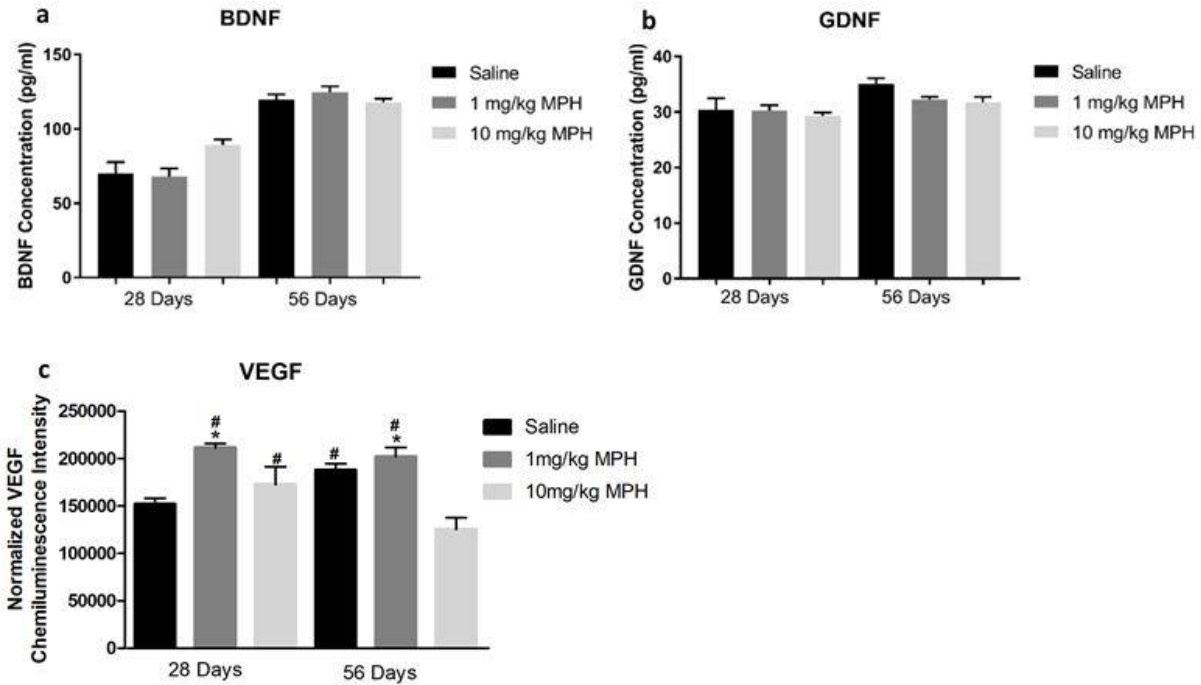 a
BDNF
BDNF Concentration (pg/ml)
150
100
50
0
28 Days
56 Days
Saline
1 mg/kg MPH
10 mg/kg MPH
b
GDNF
GDNF Concentration (pg/ml)
40
30
20
30
0
28 Days
56 Days
Saline
1 mg/kg MPH
10 mg/kg MPH
c
VEGF
Normalized VEGF
Chemiluminescence Intensity
250000
200000
150000
100000
50000
0
#
*
#
#
#
*
28 Days
56 Days
Saline
1mg/kg MPH
10mg/kg MPH